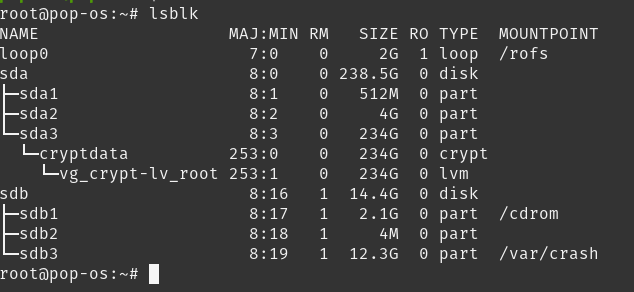 root@pop-os:~# lsblk
NAME                   MAJ:MIN RM   SIZE RO TYPE  MOUNTPOINT
loop0                    7:0    0     2G  1 loop  /rofs
sda                      8:0    0 238.5G  0 disk
├─sda1                   8:1    0   512M  0 part
├─sda2                   8:2    0     4G  0 part
└─sda3                   8:3    0   234G  0 part
  └─cryptdata          253:0    0   234G  0 crypt
    └─vg_crypt-lv_root 253:1    0   234G  0 lvm
sdb                      8:16   1  14.4G  0 disk
├─sdb1                   8:17   1   2.1G  0 part  /cdrom
├─sdb2                   8:18   1     4M  0 part
└─sdb3                   8:19   1  12.3G  0 part  /var/crash
root@pop-os:~#